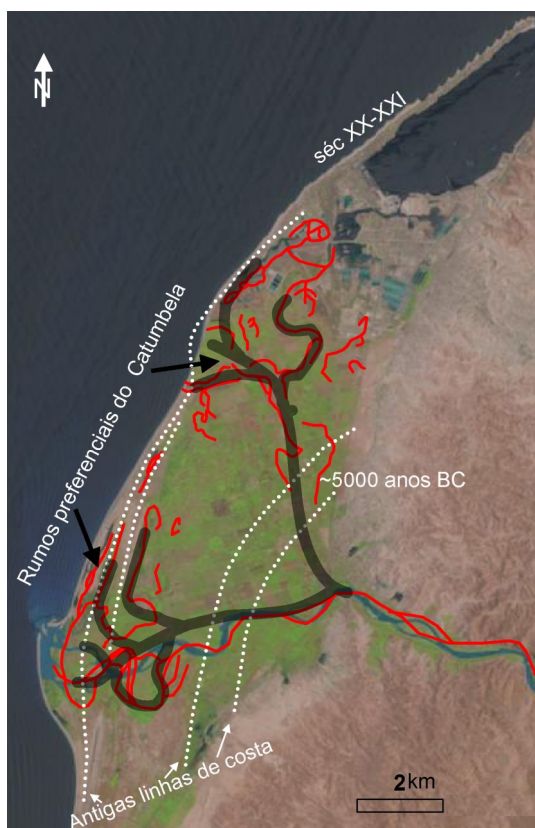 N
séc XX-XXI
Rumos preferenciais do Catumbela
~5000 anos BC
Antigas linhas de costa
2km